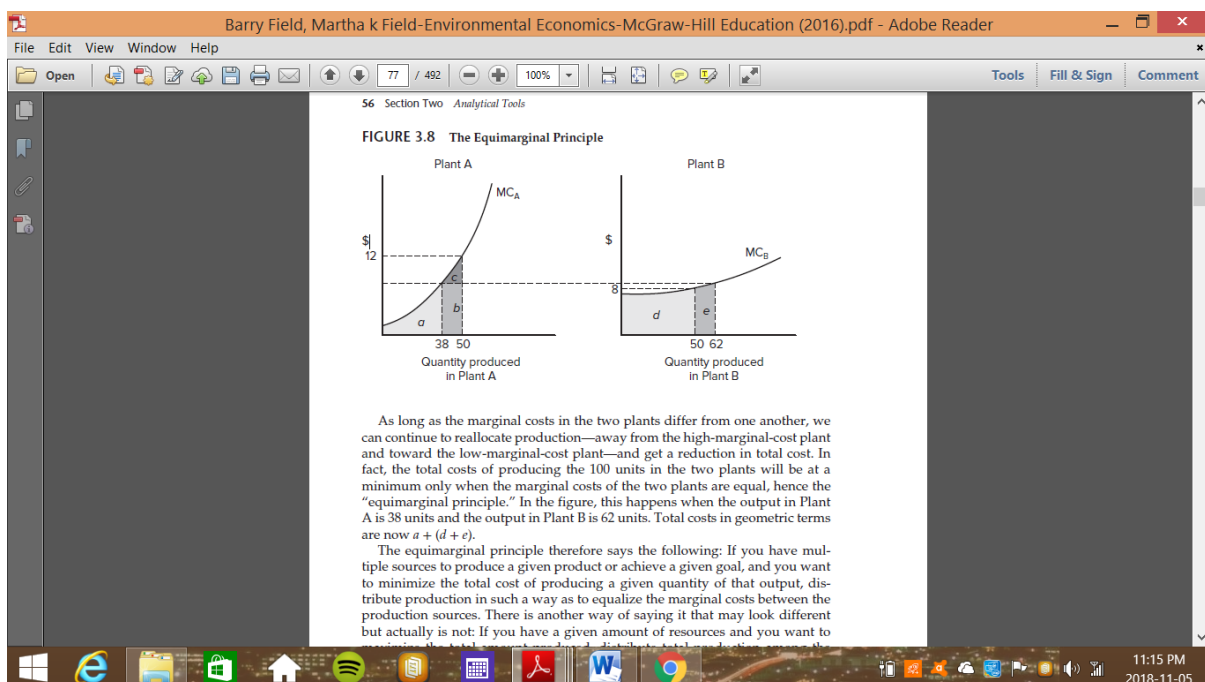 Barry Field, Martha k Field-Environmental Economics-McGraw-Hill Education (2016).pdf - Adobe Reader
File Edit View Window Help
Open 77 / 492 100% Tools Fill & Sign Comment
56 Section Two Analytical Tools
FIGURE 3.8 The Equimarginal Principle
Plant A Plant B
MCA
$ $
12 MCB
8
c
a b d e
38 50 50 62
Quantity produced Quantity produced
in Plant A in Plant B
As long as the marginal costs in the two plants differ from one another, we
can continue to reallocate production—away from the high-marginal-cost plant
and toward the low-marginal-cost plant—and get a reduction in total cost. In
fact, the total costs of producing the 100 units in the two plants will be at a
minimum only when the marginal costs of the two plants are equal, hence the
“equimarginal principle.” In the figure, this happens when the output in Plant
A is 38 units and the output in Plant B is 62 units. Total costs in geometric terms
are now a + (d + e).
The equimarginal principle therefore says the following: If you have mul-
tiple sources to produce a given product or achieve a given goal, and you want
to minimize the total cost of producing a given quantity of that output, dis-
tribute production in such a way as to equalize the marginal costs between the
production sources. There is another way of saying it that may look different
but actually is not: If you have a given amount of resources and you want to
11:15 PM
2018-11-05